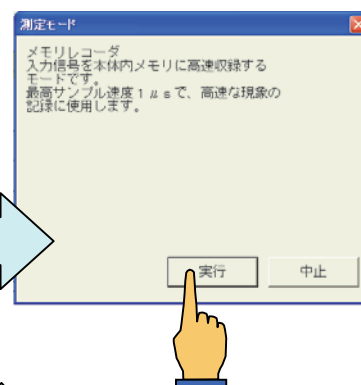 測定モード
メモリレコーダ
入力信号を本体内メモリに高速収録する
モードです。
最高サンプル速度1μsで、高速な現象の
記録に使用します。
実行
中止